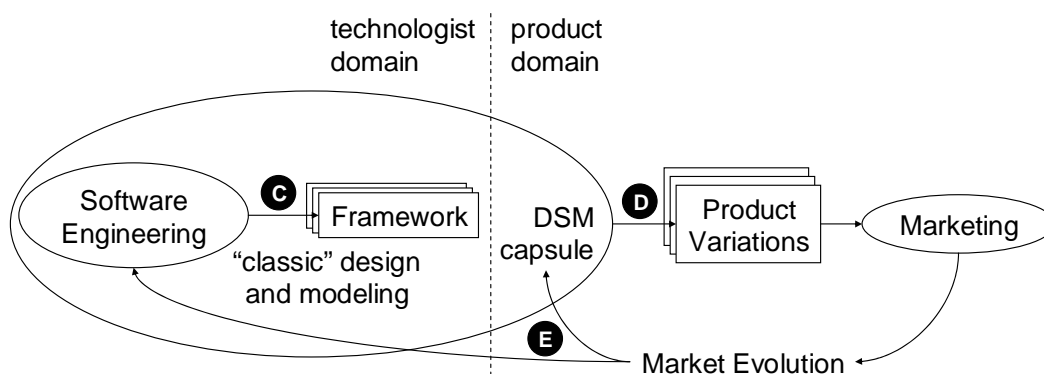 technologist
domain
product
domain
Software
Engineering
C
Framework
“classic” design
and modeling
DSM
capsule
D
Product
Variations
Marketing
E
Market Evolution